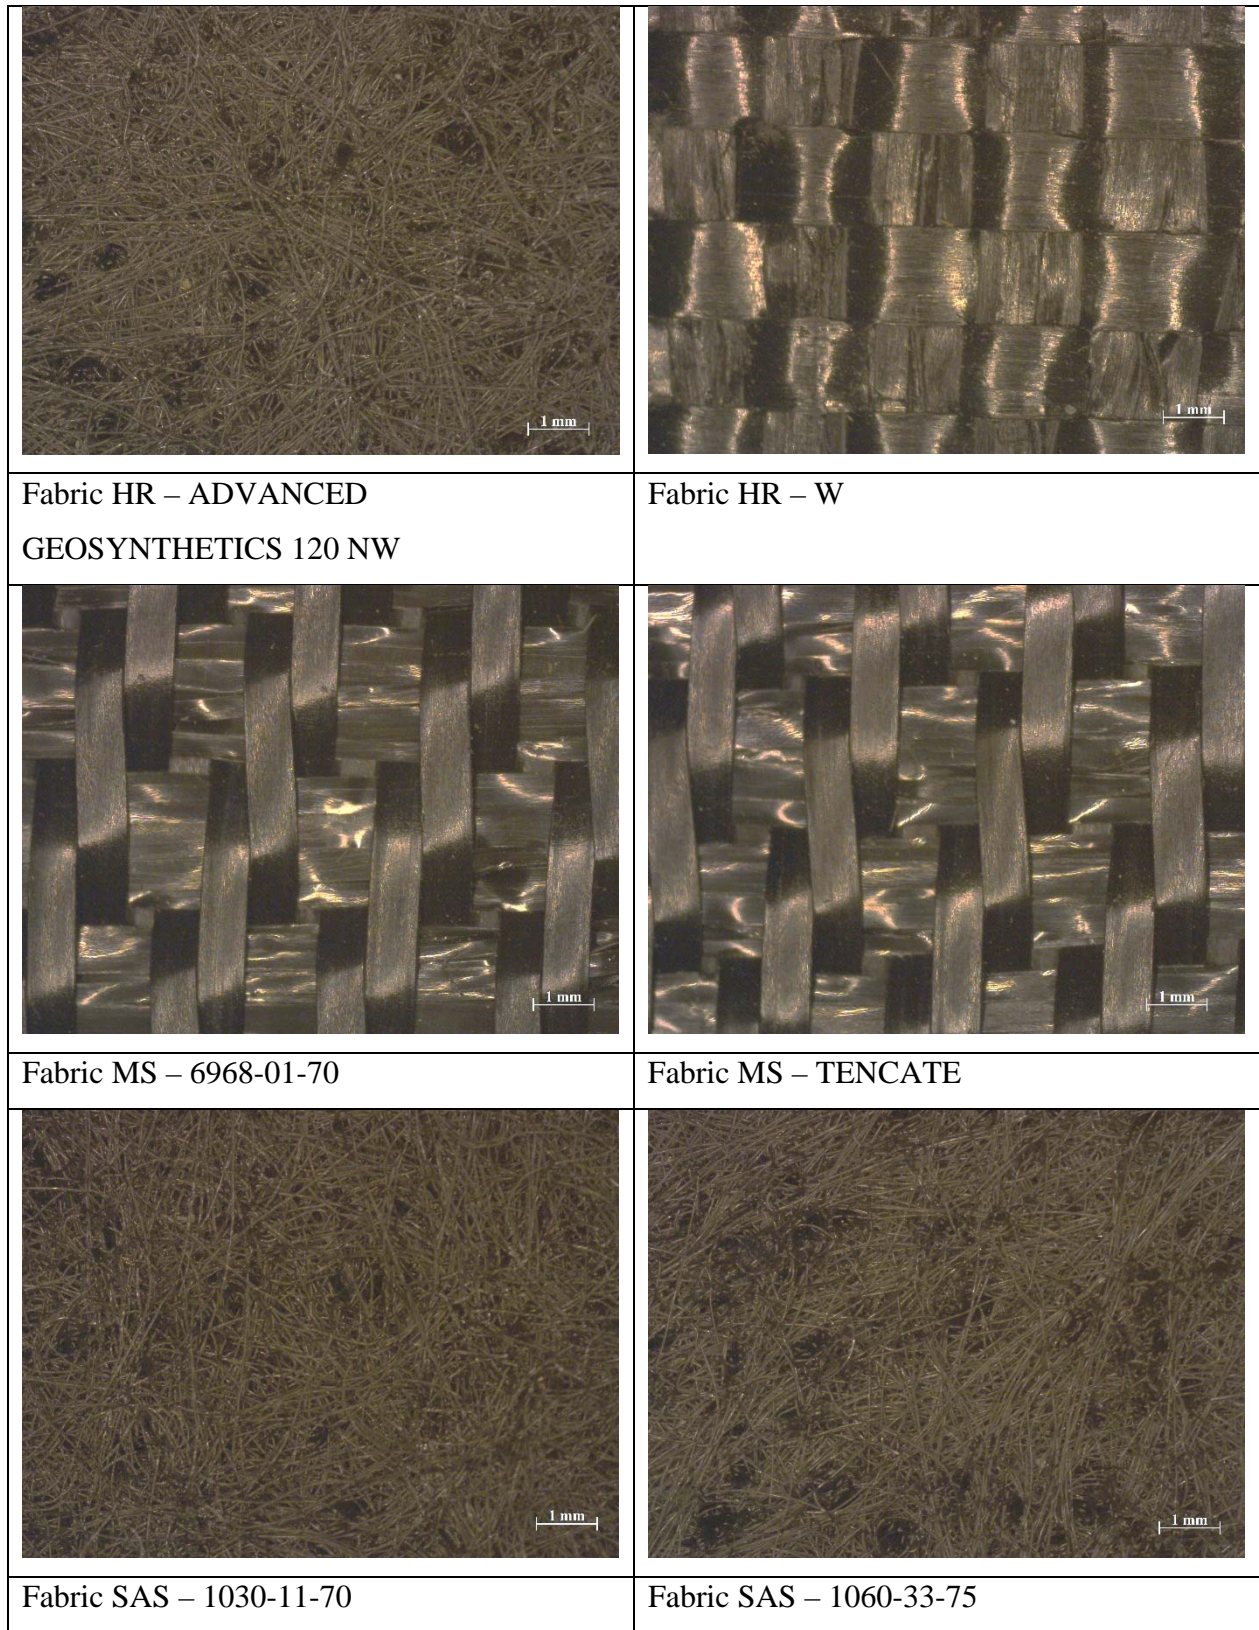 1 mm
1 mm
Fabric HR – ADVANCED
GEOSYNTHETICS 120 NW
Fabric HR – W
1 mm
1 mm
Fabric MS – 6968-01-70
Fabric MS – TENCATE
1 mm
1 mm
Fabric SAS – 1030-11-70
Fabric SAS – 1060-33-75